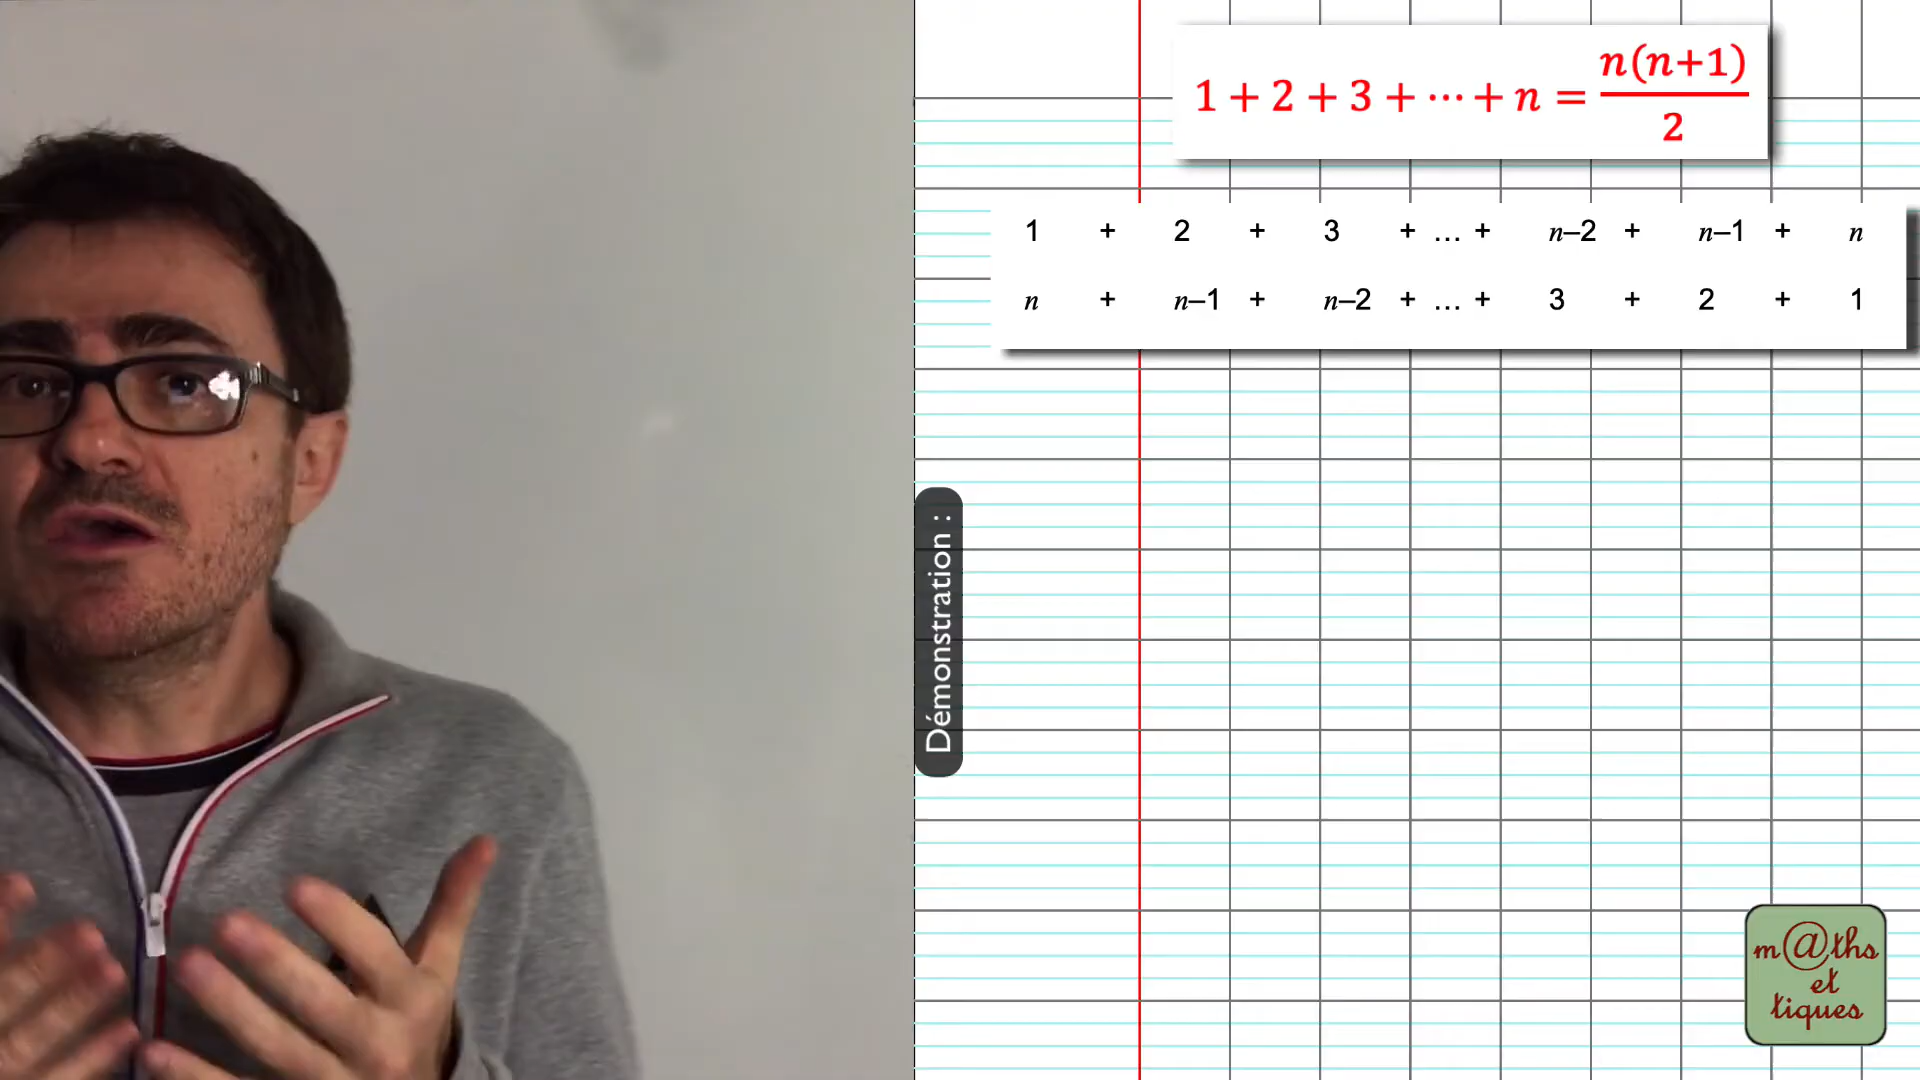 1 + 2 + 3 + ⋯ + n = n(n+1)/2
1 + 2 + 3 + … + n–2 + n–1 + n
n + n–1 + n–2 + … + 3 + 2 + 1
Démonstration :
m@ths
et
tiques